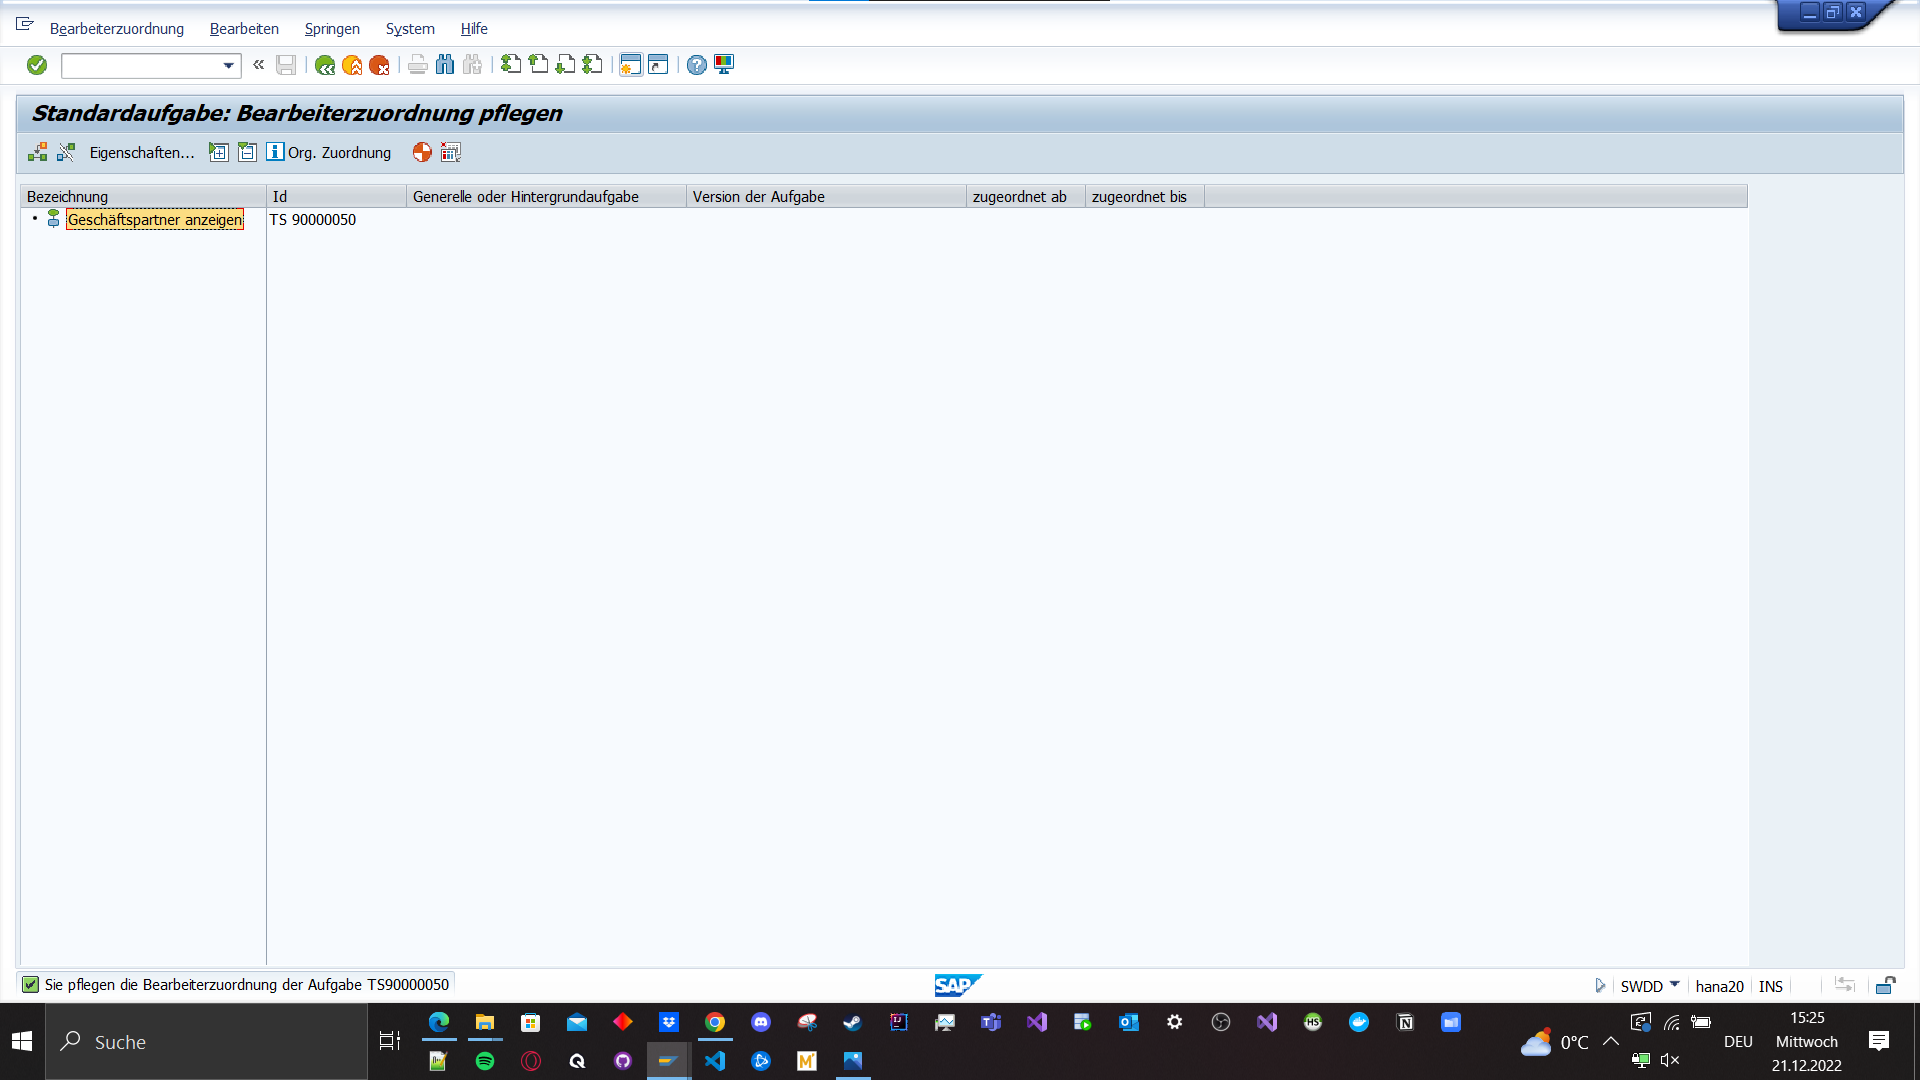 Bearbeiterzuordnung Bearbeiten Springen System Hilfe
Standardaufgabe: Bearbeiterzuordnung pflegen
Eigenschaften... Org. Zuordnung
Bezeichnung Id Generelle oder Hintergrundaufgabe Version der Aufgabe zugeordnet ab zugeordnet bis
Geschäftspartner anzeigen TS 90000050
Sie pflegen die Bearbeiterzuordnung der Aufgabe TS90000050
SAP
SWDD hana20 INS
Suche
0°C
DEU
15:25
Mittwoch
21.12.2022